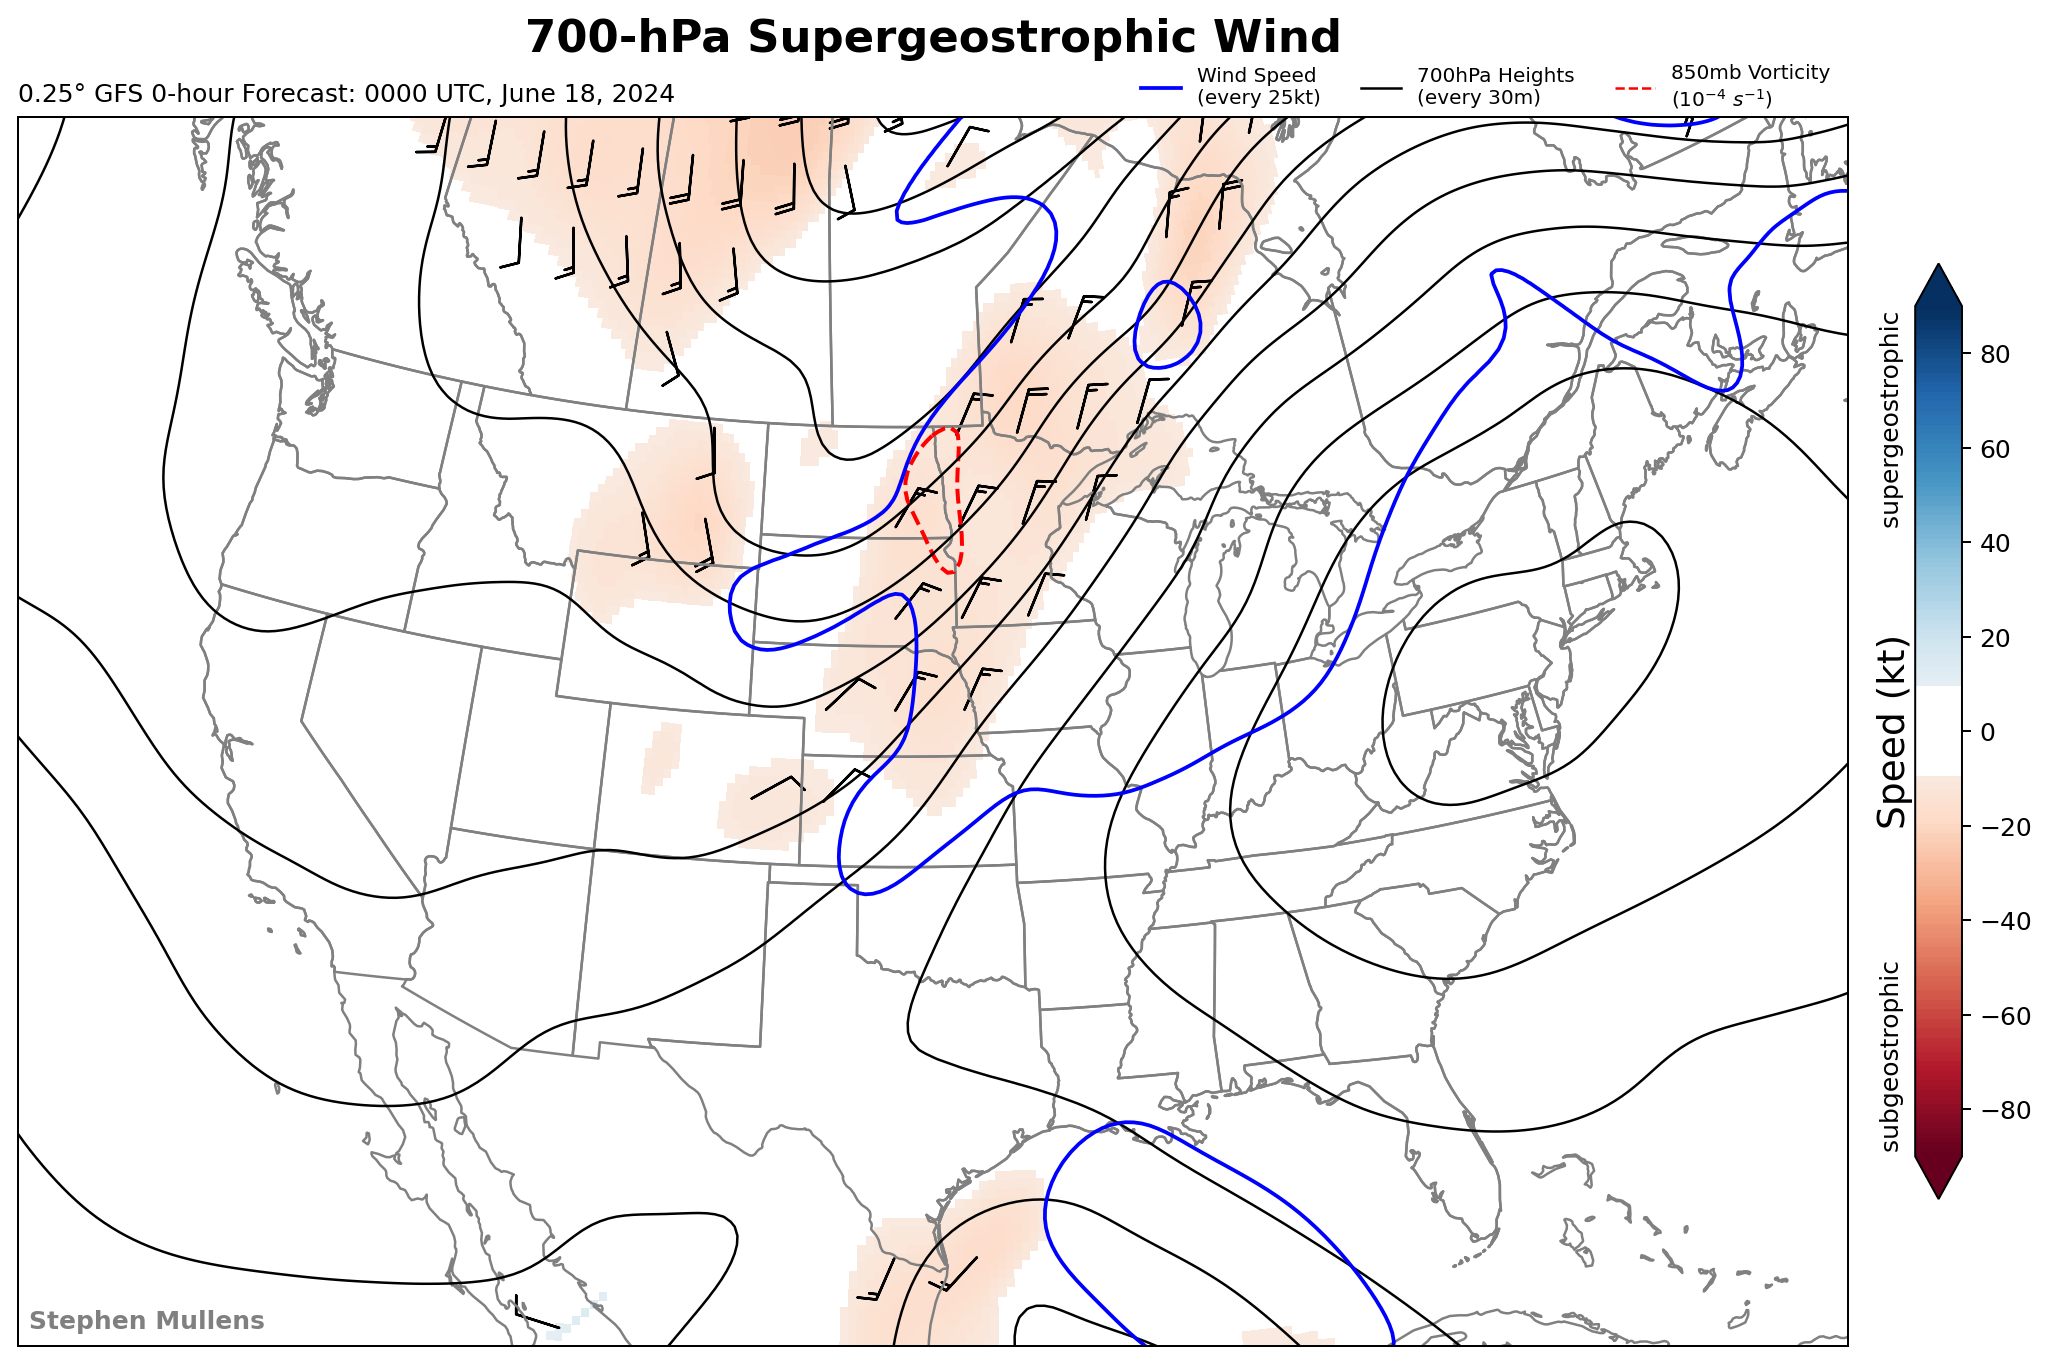 700-hPa Supergeostrophic Wind
0.25° GFS 0-hour Forecast: 0000 UTC, June 18, 2024
Wind Speed
(every 25kt)
700hPa Heights
(every 30m)
850mb Vorticity
(10⁻⁴ s⁻¹)
supergeostrophic
Speed (kt)
subgeostrophic
80
60
40
20
0
−20
−40
−60
−80
Stephen Mullens